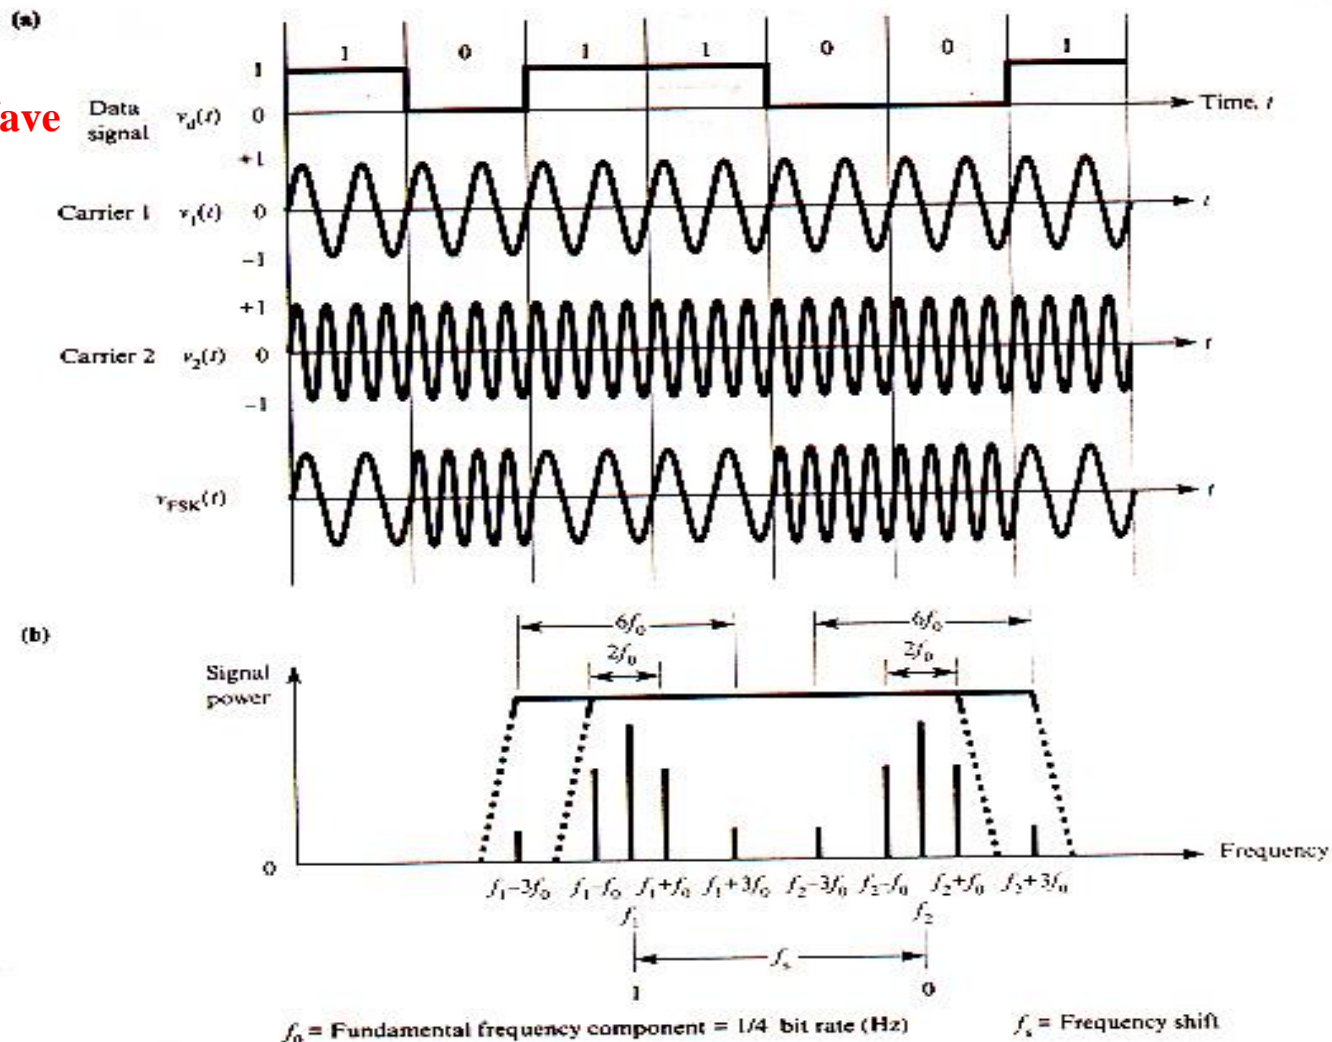 (a)
1 0 1 1 0 0 1
1
Data signal v_d(t) 0
Time, t
+1
Carrier 1 v_1(t) 0
t
−1
+1
Carrier 2 v_2(t) 0
t
−1
v_FSK(t)
t
(b)
6f_0 6f_0
2f_0 2f_0
Signal power
0
Frequency
f_1−3f_0 f_1−f_0 f_1+f_0 f_1+3f_0 f_2−3f_0 f_2−f_0 f_2+f_0 f_2+3f_0
f_1 f_2
f_s
1 0
f_0 = Fundamental frequency component = 1/4 bit rate (Hz) f_s = Frequency shift